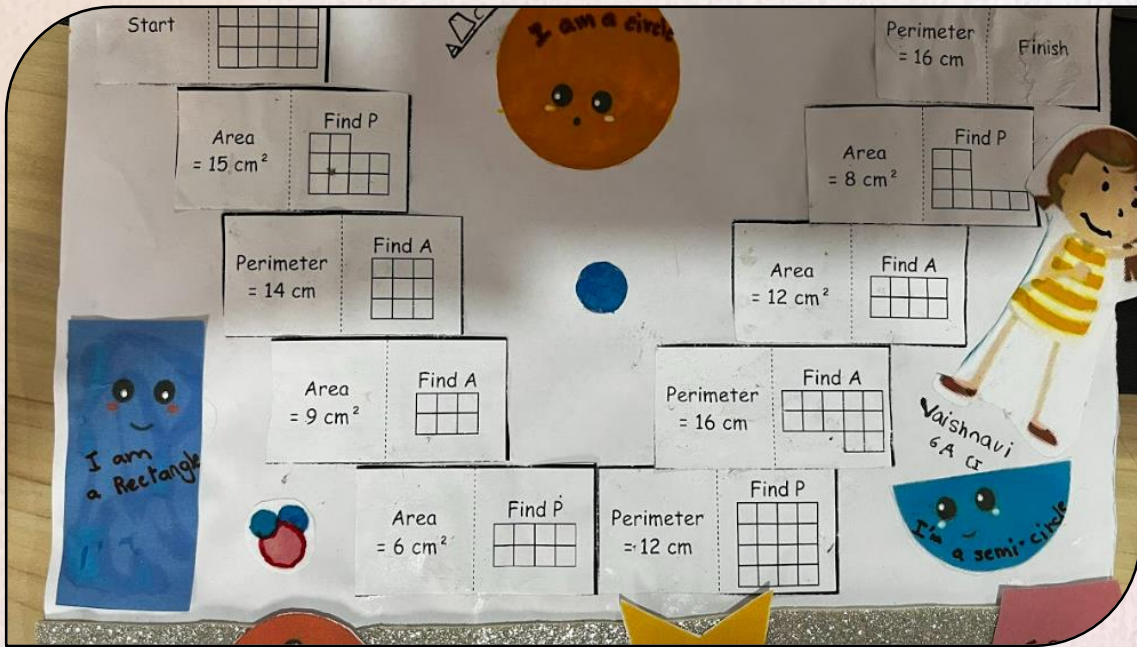 Start
I am a circle
Perimeter
= 16 cm
Finish
Area
= 15 cm²
Find P
Area
= 8 cm²
Find P
Perimeter
= 14 cm
Find A
Area
= 12 cm²
Find A
Area
= 9 cm²
Find A
Perimeter
= 16 cm
Find A
I am
a Rectangle
Vaishnavi
6A CI
Area
= 6 cm²
Find P
Perimeter
= 12 cm
Find P
I'm a semi-circle